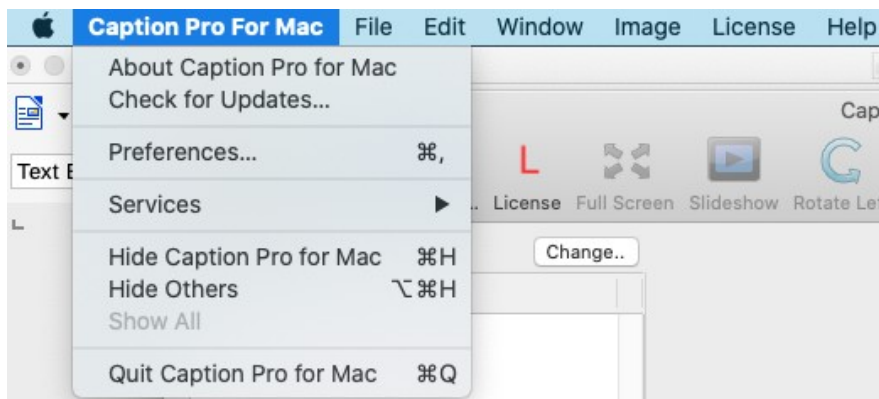 Caption Pro For Mac File Edit Window Image License Help
About Caption Pro for Mac
Check for Updates...
Cap
Preferences... ⌘,
Text E
Services ▶
.. License Full Screen Slideshow Rotate Le
Hide Caption Pro for Mac ⌘H
Change..
Hide Others ⌥⌘H
Show All
Quit Caption Pro for Mac ⌘Q